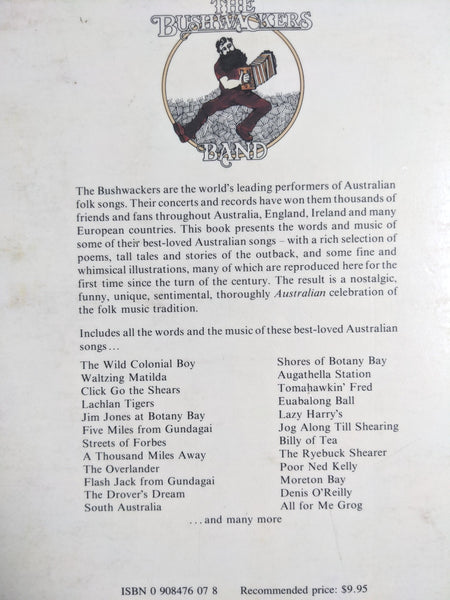 THE
BUSHWACKERS
BAND
The Bushwackers are the world's leading performers of Australian
folk songs. Their concerts and records have won them thousands of
friends and fans throughout Australia, England, Ireland and many
European countries. This book presents the words and music of
some of their best-loved Australian songs – with a rich selection of
poems, tall tales and stories of the outback, and some fine and
whimsical illustrations, many of which are reproduced here for the
first time since the turn of the century. The result is a nostalgic,
funny, unique, sentimental, thoroughly Australian celebration of
the folk music tradition.
Includes all the words and the music of these best-loved Australian
songs...
The Wild Colonial Boy
Waltzing Matilda
Click Go the Shears
Lachlan Tigers
Jim Jones at Botany Bay
Five Miles from Gundagai
Streets of Forbes
A Thousand Miles Away
The Overlander
Flash Jack from Gundagai
The Drover's Dream
South Australia
Shores of Botany Bay
Augathella Station
Tomahawkin' Fred
Euabalong Ball
Lazy Harry's
Jog Along Till Shearing
Billy of Tea
The Ryebuck Shearer
Poor Ned Kelly
Moreton Bay
Denis O'Reilly
All for Me Grog
...and many more
ISBN 0 908476 07 8 Recommended price: $9.95